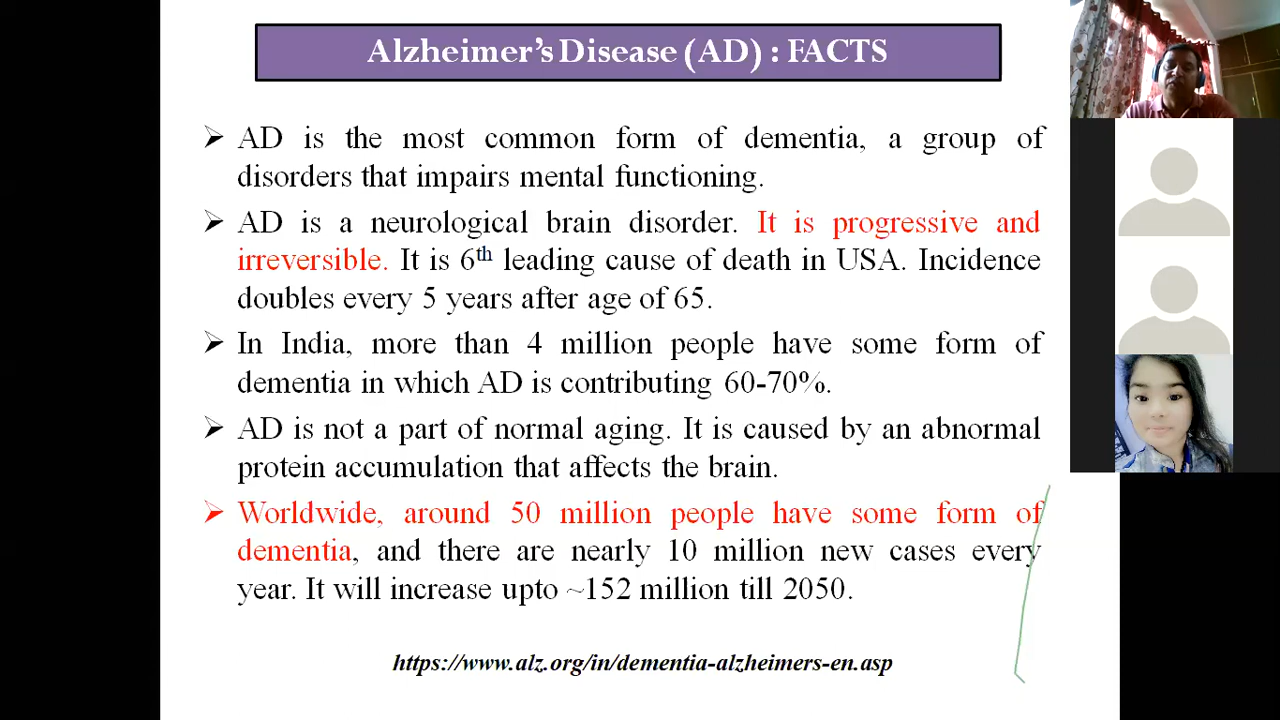 Alzheimer's Disease (AD) : FACTS
➢ AD is the most common form of dementia, a group of
disorders that impairs mental functioning.
➢ AD is a neurological brain disorder. It is progressive and
irreversible. It is 6th leading cause of death in USA. Incidence
doubles every 5 years after age of 65.
➢ In India, more than 4 million people have some form of
dementia in which AD is contributing 60-70%.
➢ AD is not a part of normal aging. It is caused by an abnormal
protein accumulation that affects the brain.
➢ Worldwide, around 50 million people have some form of
dementia, and there are nearly 10 million new cases every
year. It will increase upto ~152 million till 2050.
https://www.alz.org/in/dementia-alzheimers-en.asp